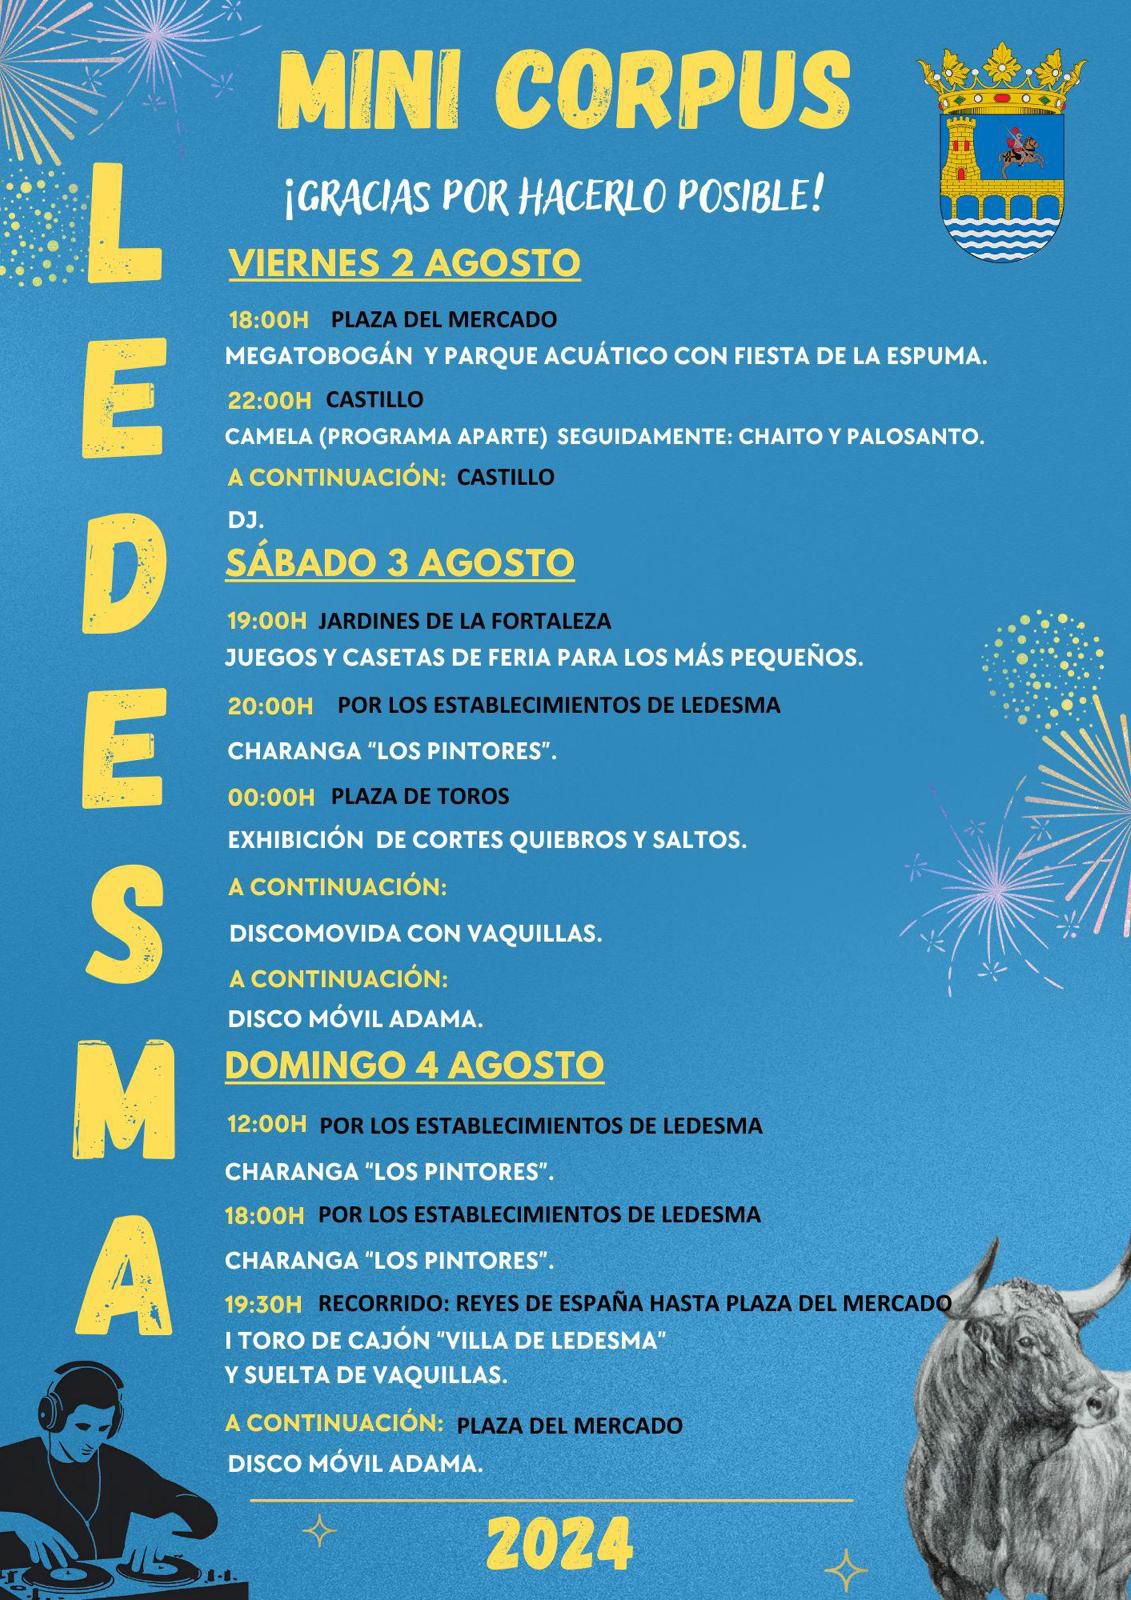 MINI CORPUS
¡GRACIAS POR HACERLO POSIBLE!
LEDESMA
VIERNES 2 AGOSTO
18:00H PLAZA DEL MERCADO
MEGATOBOGÁN Y PARQUE ACUÁTICO CON FIESTA DE LA ESPUMA.
22:00H CASTILLO
CAMELA (PROGRAMA APARTE) SEGUIDAMENTE: CHAITO Y PALOSANTO.
A CONTINUACIÓN: CASTILLO
DJ.
SÁBADO 3 AGOSTO
19:00H JARDINES DE LA FORTALEZA
JUEGOS Y CASETAS DE FERIA PARA LOS MÁS PEQUEÑOS.
20:00H POR LOS ESTABLECIMIENTOS DE LEDESMA
CHARANGA “LOS PINTORES”.
00:00H PLAZA DE TOROS
EXHIBICIÓN DE CORTES QUIEBROS Y SALTOS.
A CONTINUACIÓN:
DISCOMOVIDA CON VAQUILLAS.
A CONTINUACIÓN:
DISCO MÓVIL ADAMA.
DOMINGO 4 AGOSTO
12:00H POR LOS ESTABLECIMIENTOS DE LEDESMA
CHARANGA “LOS PINTORES”.
18:00H POR LOS ESTABLECIMIENTOS DE LEDESMA
CHARANGA “LOS PINTORES”.
19:30H RECORRIDO: REYES DE ESPAÑA HASTA PLAZA DEL MERCADO
I TORO DE CAJÓN “VILLA DE LEDESMA”
Y SUELTA DE VAQUILLAS.
A CONTINUACIÓN: PLAZA DEL MERCADO
DISCO MÓVIL ADAMA.
2024